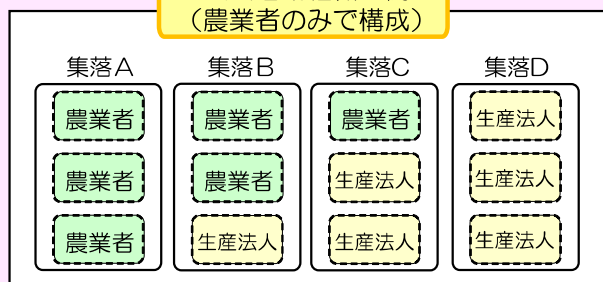 （農業者のみで構成）
集落A
農業者
農業者
農業者
集落B
農業者
農業者
生産法人
集落C
農業者
生産法人
生産法人
集落D
生産法人
生産法人
生産法人